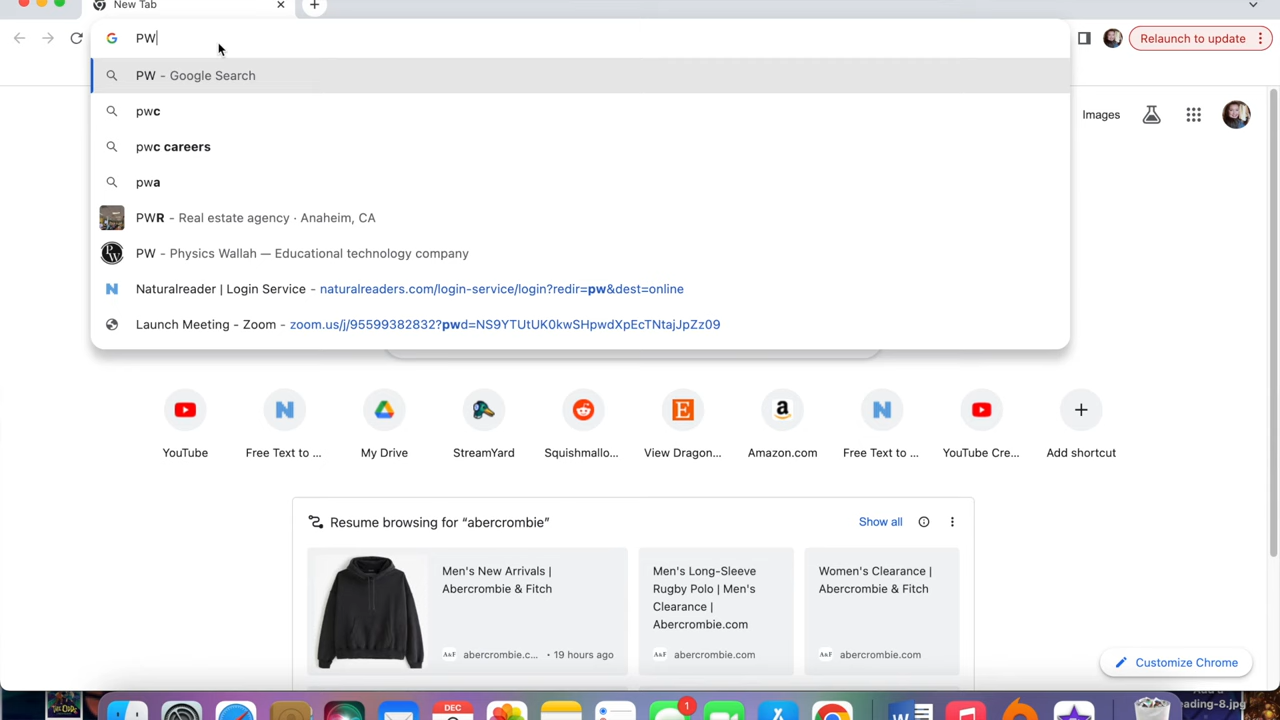 New Tab
PW
Relaunch to update
PW - Google Search
pwc
pwc careers
pwa
PWR - Real estate agency · Anaheim, CA
PW - Physics Wallah — Educational technology company
Naturalreader | Login Service - naturalreaders.com/login-service/login?redir=pw&dest=online
Launch Meeting - Zoom - zoom.us/j/95599382832?pwd=NS9YTUtUK0kwSHpwdXpEcTNtajJpZz09
Images
YouTube
Free Text to ...
My Drive
StreamYard
Squishmallo...
View Dragon...
Amazon.com
Free Text to ...
YouTube Cre...
Add shortcut
Resume browsing for “abercrombie”
Show all
Men's New Arrivals |
Abercrombie & Fitch
abercrombie.c... • 19 hours ago
Men's Long-Sleeve
Rugby Polo | Men's
Clearance |
Abercrombie.com
abercrombie.com
Women's Clearance |
Abercrombie & Fitch
abercrombie.com
Customize Chrome
DEC
1
eading-8.jpg